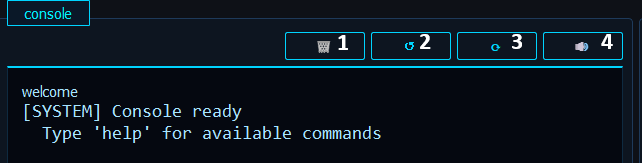 console
1 2 3 4
welcome
[SYSTEM] Console ready
Type 'help' for available commands